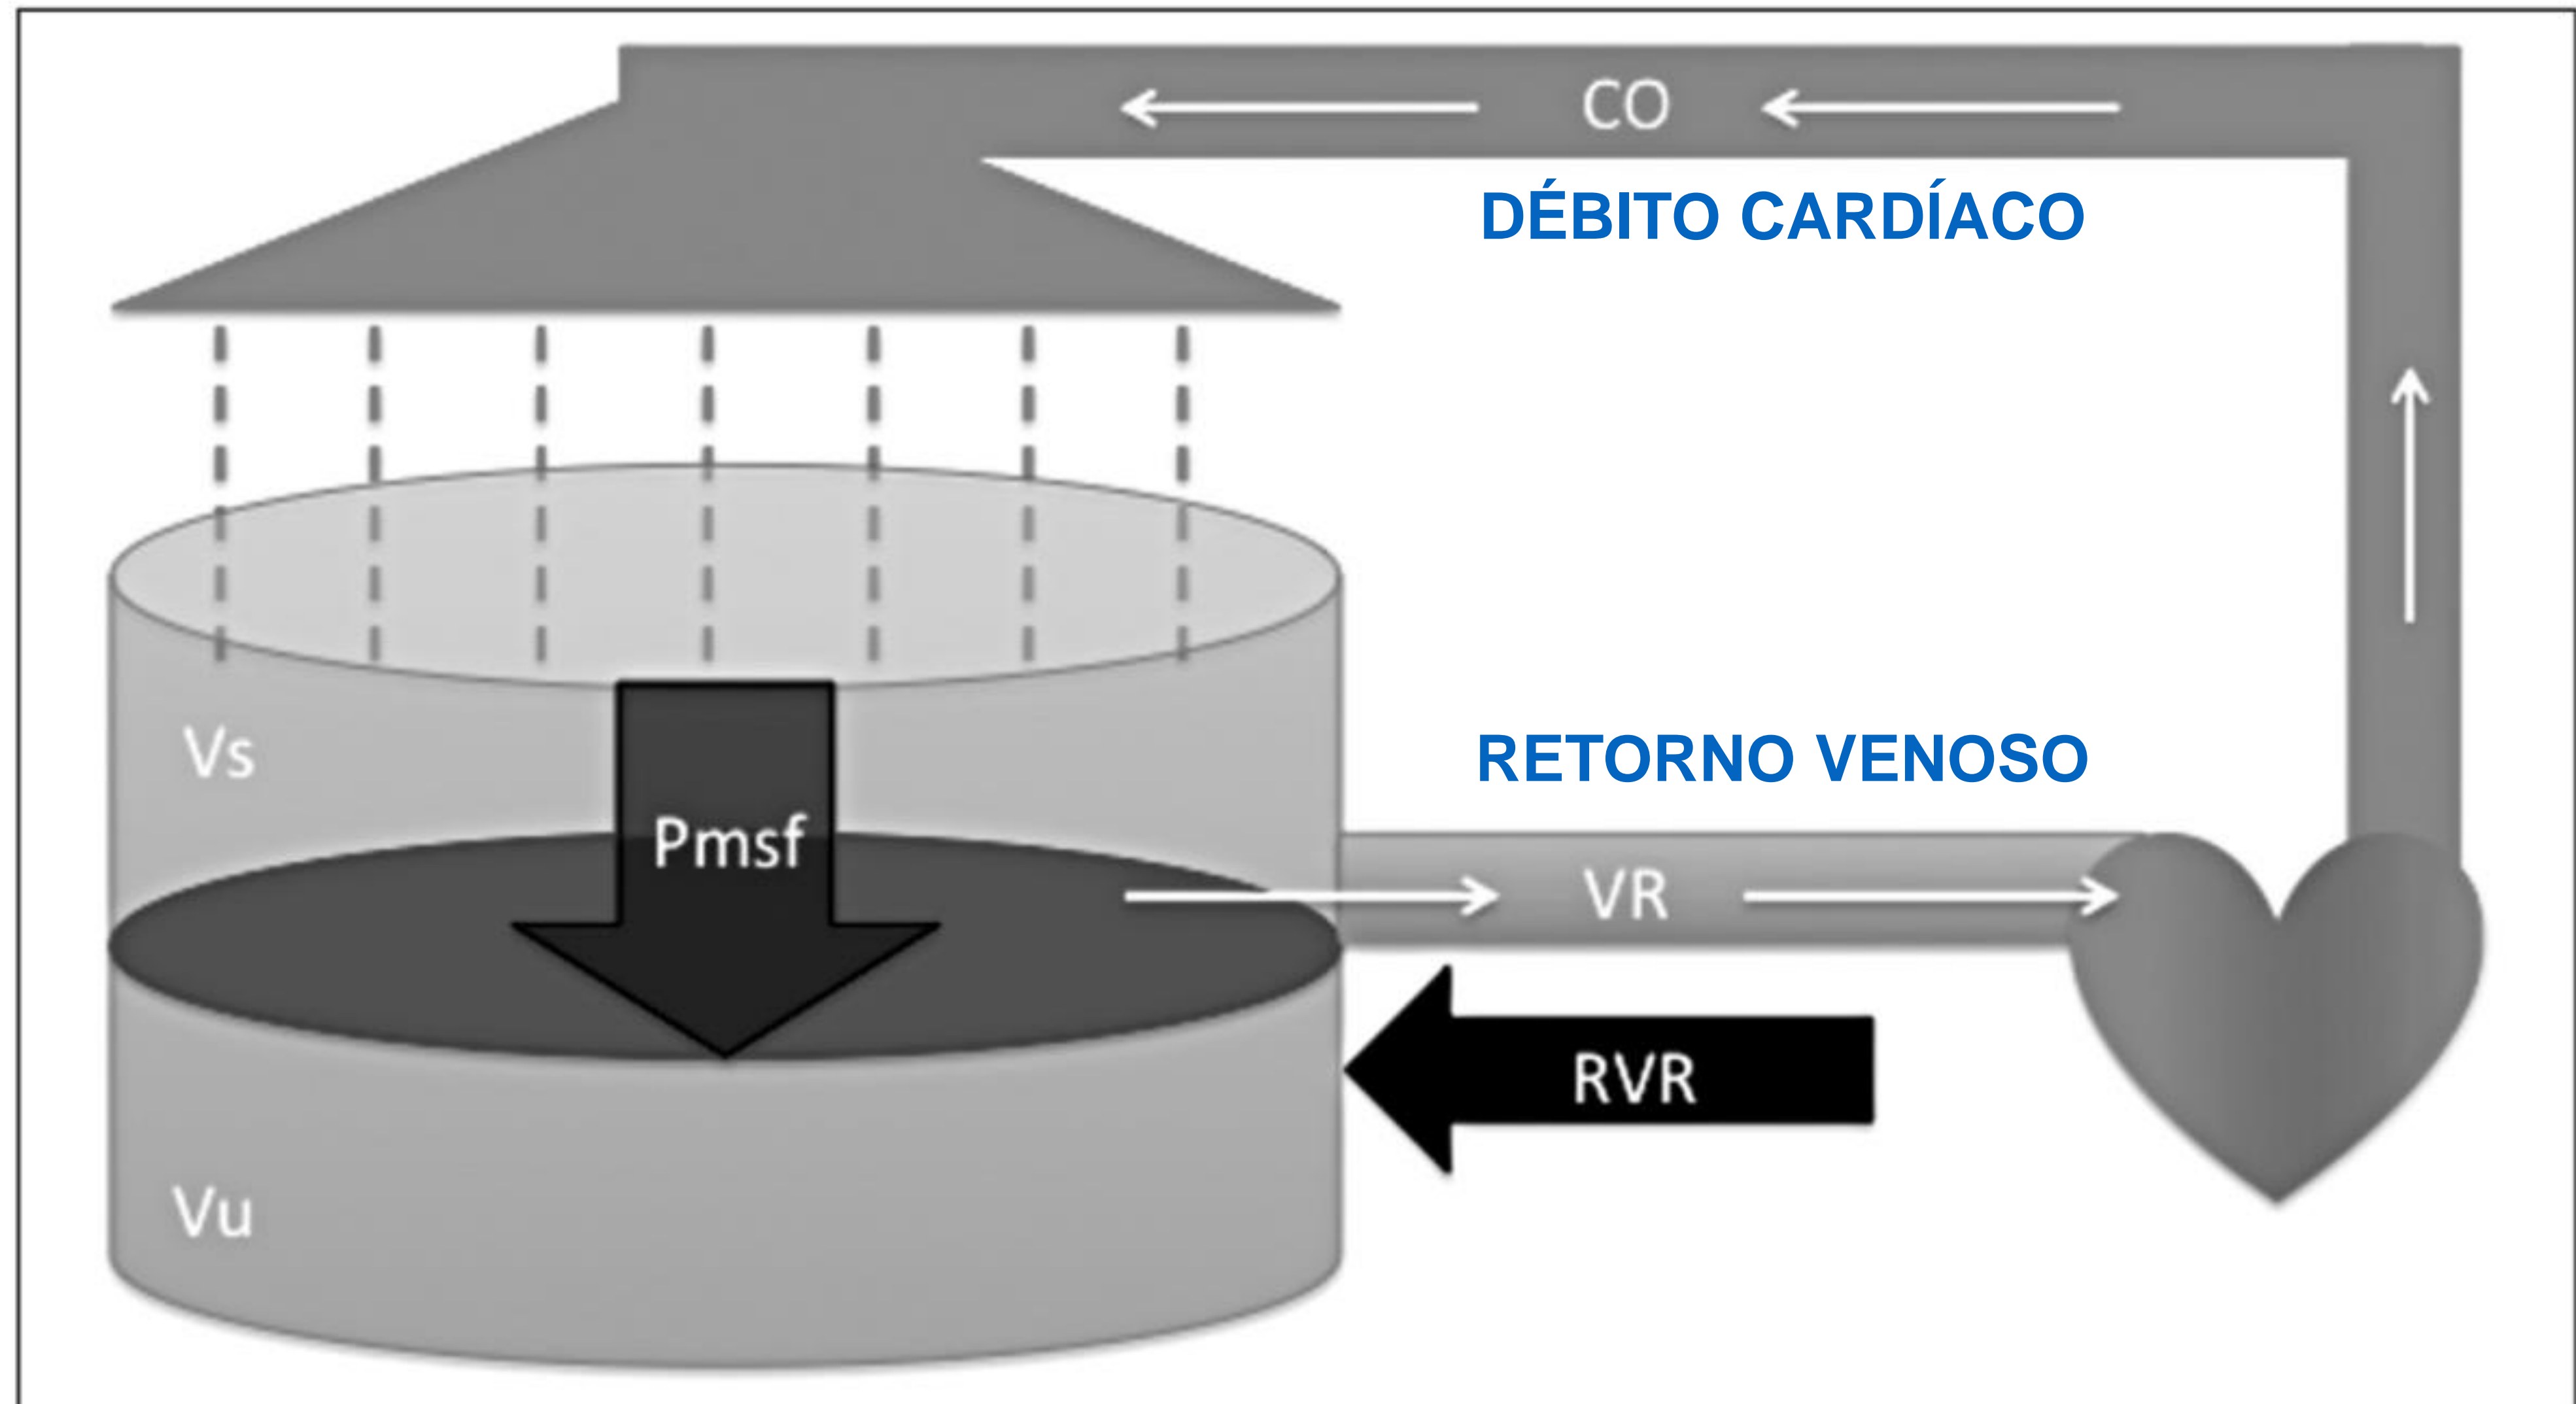 CO
DÉBITO CARDÍACO
Vs
RETORNO VENOSO
Pmsf
VR
RVR
Vu